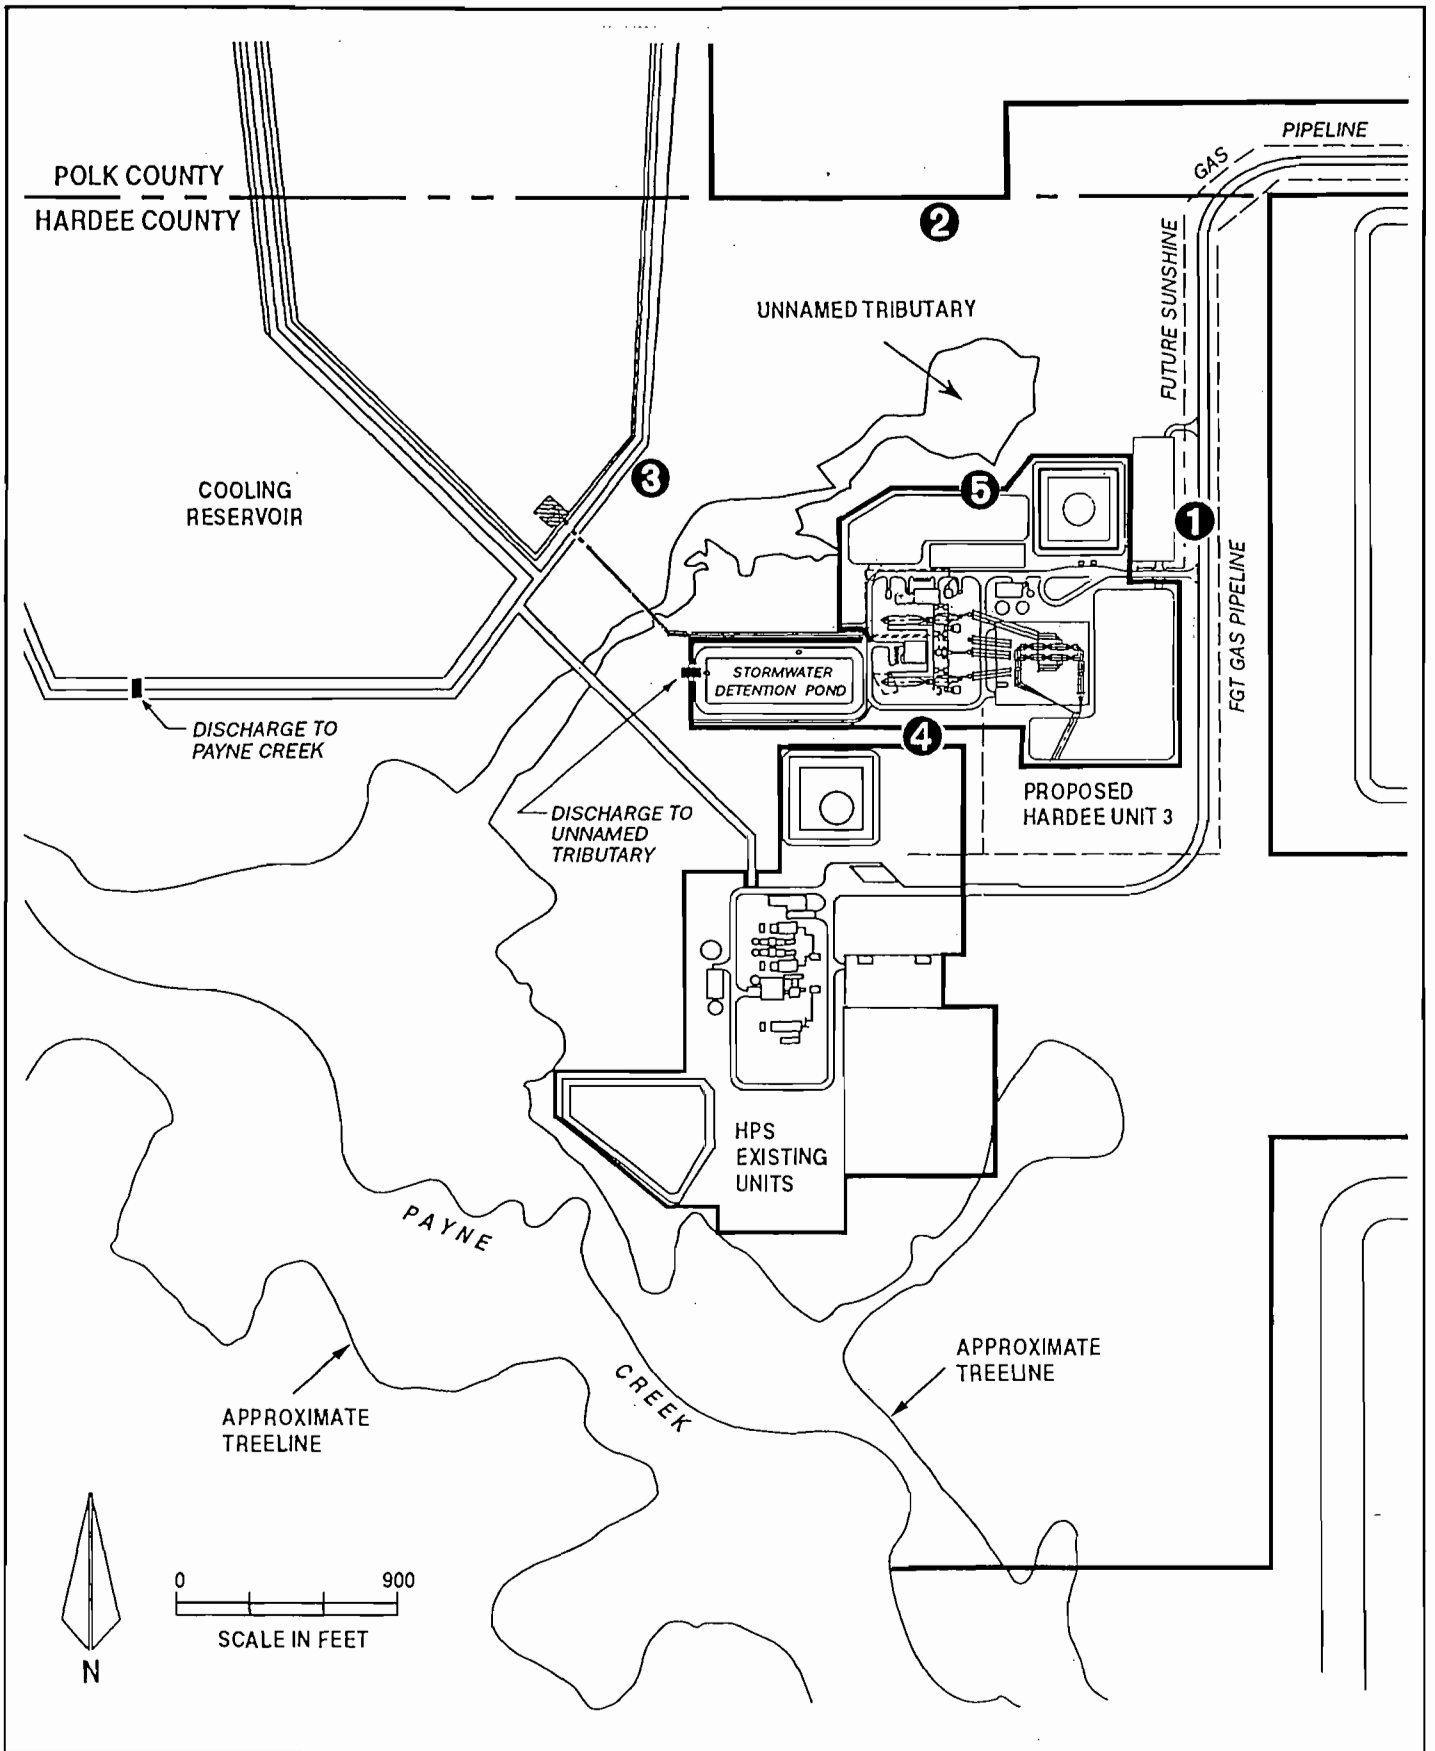 PIPELINE
GAS
POLK COUNTY
HARDEE COUNTY
2
FUTURE SUNSHINE
UNNAMED TRIBUTARY
3
COOLING
RESERVOIR
5
1
FGT GAS PIPELINE
STORMWATER
DETENTION POND
DISCHARGE TO
PAYNE CREEK
4
PROPOSED
HARDEE UNIT 3
DISCHARGE TO
UNNAMED
TRIBUTARY
HPS
EXISTING
UNITS
PAYNE
CREEK
APPROXIMATE
TREELINE
APPROXIMATE
TREELINE
0 900
SCALE IN FEET
N